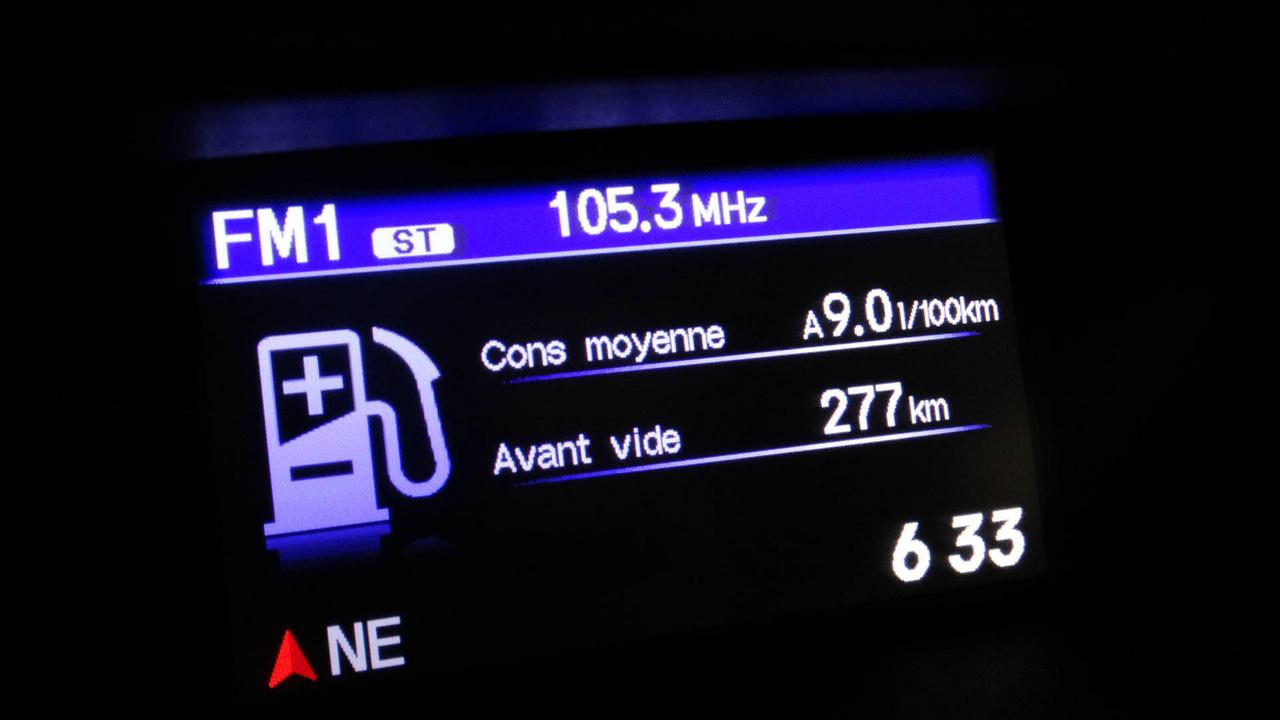 FM1 ST 105.3 MHz
Cons moyenne A9.0 l/100km
Avant vide 277 km
6 33
NE